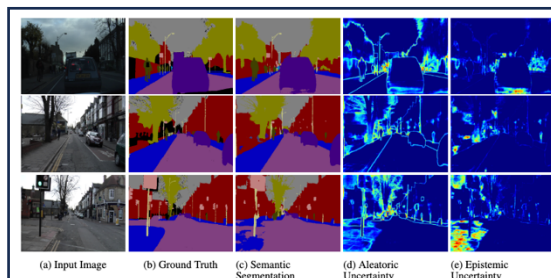 (a) Input Image
(b) Ground Truth
(c) Semantic
Segmentation
(d) Aleatoric
Uncertainty
(e) Epistemic
Uncertainty